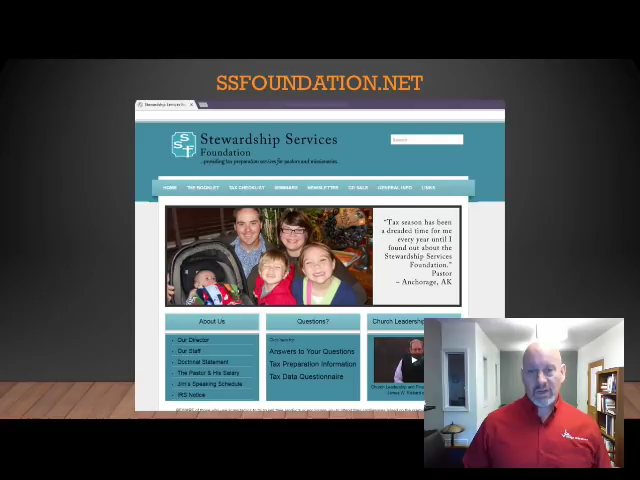 SSFOUNDATION.NET
Stewardship Services
Foundation
...providing tax preparation services for pastors and missionaries.
HOME THE BOOKLET TAX CHECKLIST SEMINARS NEWSLETTER CD SALE GENERAL INFO LINKS
"Tax season has been
a dreaded time for me
every year until I
found out about the
Stewardship Services
Foundation."
Pastor
– Anchorage, AK
About Us
Our Director
Our Staff
Doctrinal Statement
The Pastor & His Salary
Jim's Speaking Schedule
IRS Notice
Questions?
Answers to Your Questions
Tax Preparation Information
Tax Data Questionnaire
Church Leadership